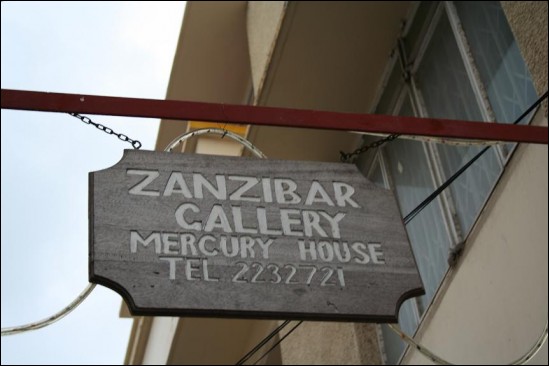 ZANZIBAR
GALLERY
MERCURY HOUSE
TEL 2232721